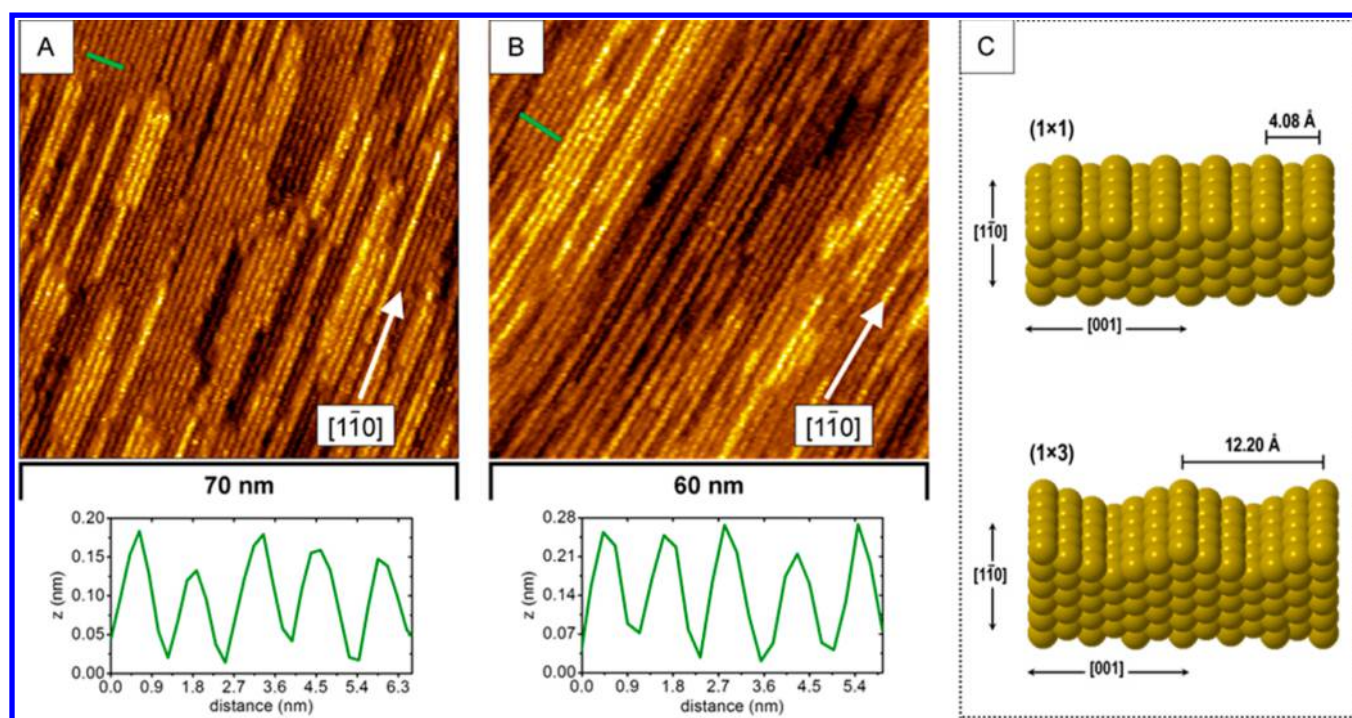 A
B
C
[11̄0]
[11̄0]
70 nm
60 nm
0.20
0.15
0.10
0.05
0.00
z (nm)
0.0 0.9 1.8 2.7 3.6 4.5 5.4 6.3
distance (nm)
0.28
0.21
0.14
0.07
0.00
z (nm)
0.0 0.9 1.8 2.7 3.6 4.5 5.4
distance (nm)
(1×1)
4.08 Å
[11̄0]
[001]
(1×3)
12.20 Å
[11̄0]
[001]